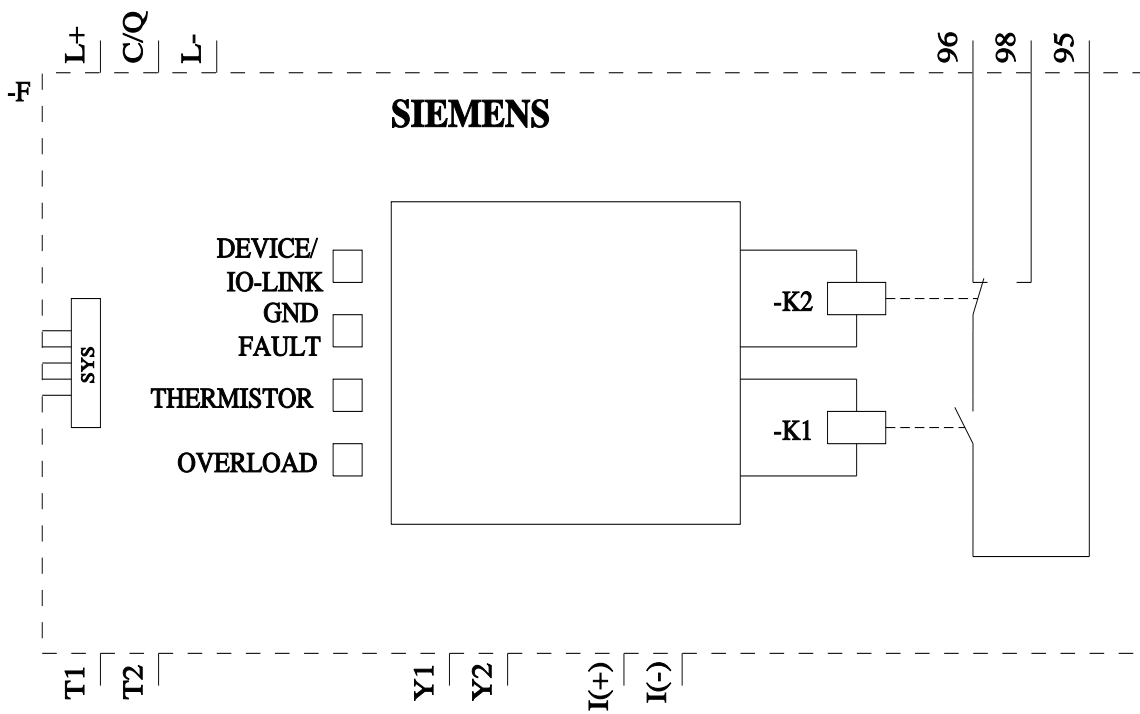 L+
C/Q
L-
96
98
95
-F
SIEMENS
DEVICE/
IO-LINK
GND
FAULT
-K2
SYS
THERMISTOR
-K1
OVERLOAD
T1
T2
Y1
Y2
I(+)
I(-)